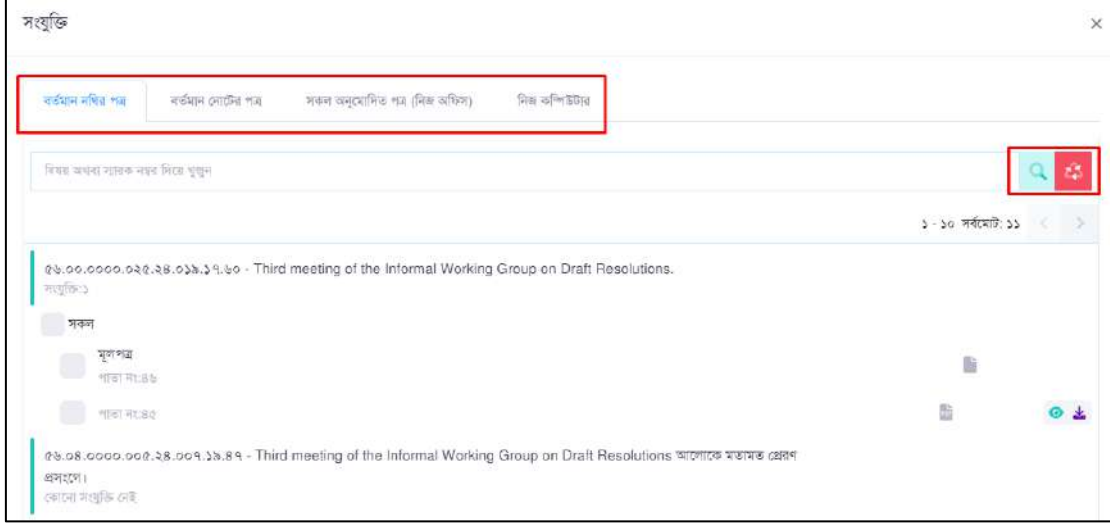 সংযুক্তি
বর্তমান নথির পত্র বর্তমান নোটের পত্র সকল অনুমোদিত পত্র (নিজ অফিস) নিজ কম্পিউটার
বিষয় অথবা স্মারক নম্বর দিয়ে খুজুন
১ - ১০ সর্বমোট: ১১
৫৬.০০.০০০০.০২৫.২৪.০১৯.১৭.৬০ - Third meeting of the Informal Working Group on Draft Resolutions.
সংযুক্তি:১
সকল
মূলপত্র
পাতা নং:৪৬
পাতা নং:৪৫
৫৬.০৪.০০০০.০০৫.২৪.০০৭.১৯.৪৭ - Third meeting of the Informal Working Group on Draft Resolutions আলোকে মতামত প্রেরণ
প্রসংগে।
কোনো সংযুক্তি নেই